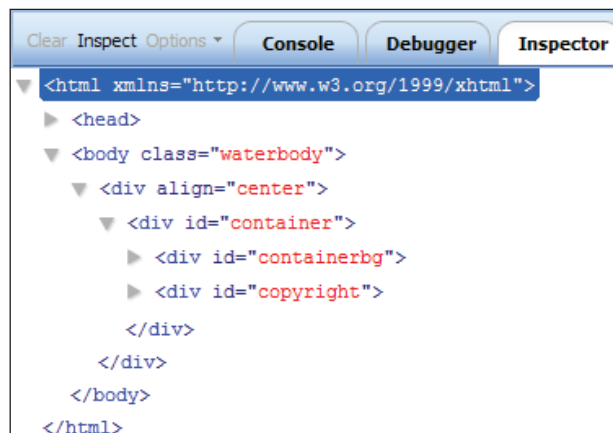 Clear Inspect Options Console Debugger Inspector
<html xmlns="http://www.w3.org/1999/xhtml">
<head>
<body class="waterbody">
<div align="center">
<div id="container">
<div id="containerbg">
<div id="copyright">
</div>
</div>
</body>
</html>